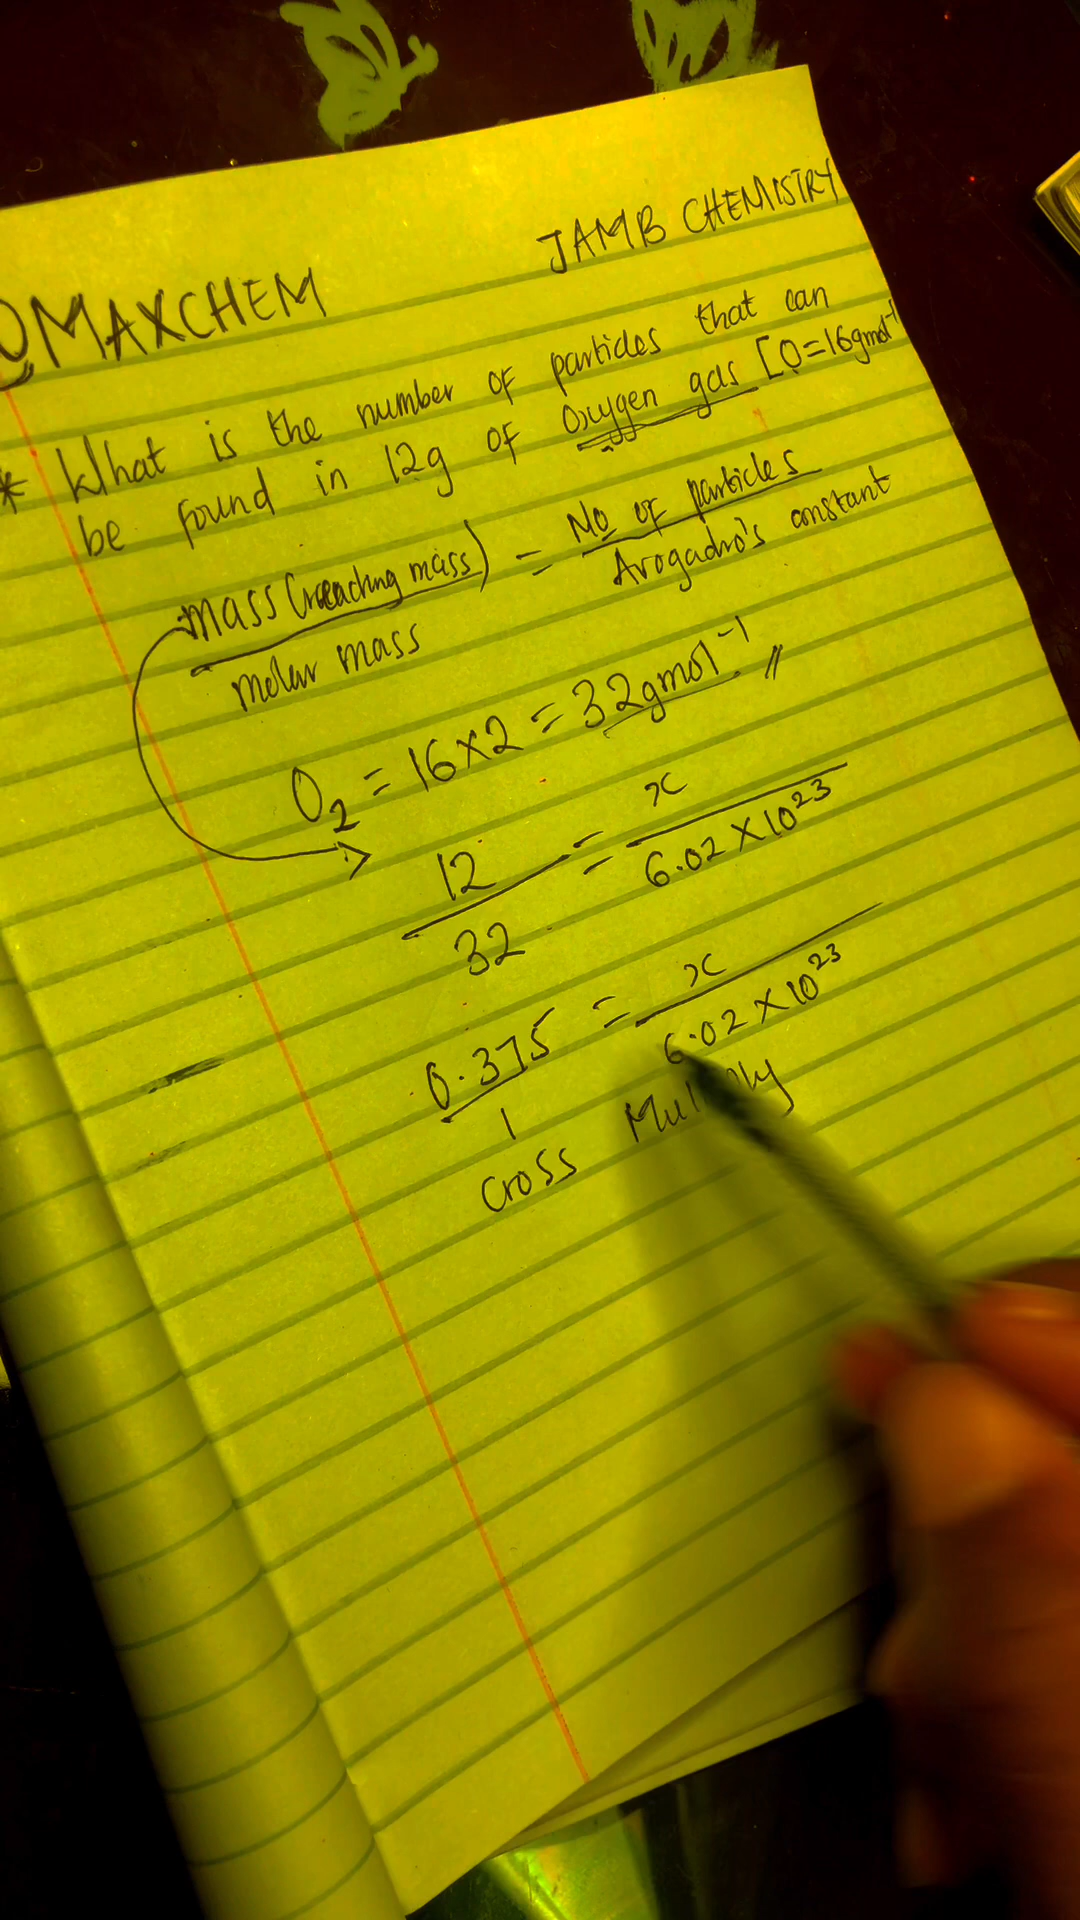 OMAXCHEM
JAMB CHEMISTRY
* What is the number of particles that can
be found in 12g of Oxygen gas [O=16gmol⁻¹
mass (reacting mass) = No of particles
molar mass
Avogadro's constant
O₂ = 16×2 = 32gmol⁻¹ //
12 = x
32
6.02 × 10²³
0.375 = x
1
6.02 × 10²³
Cross